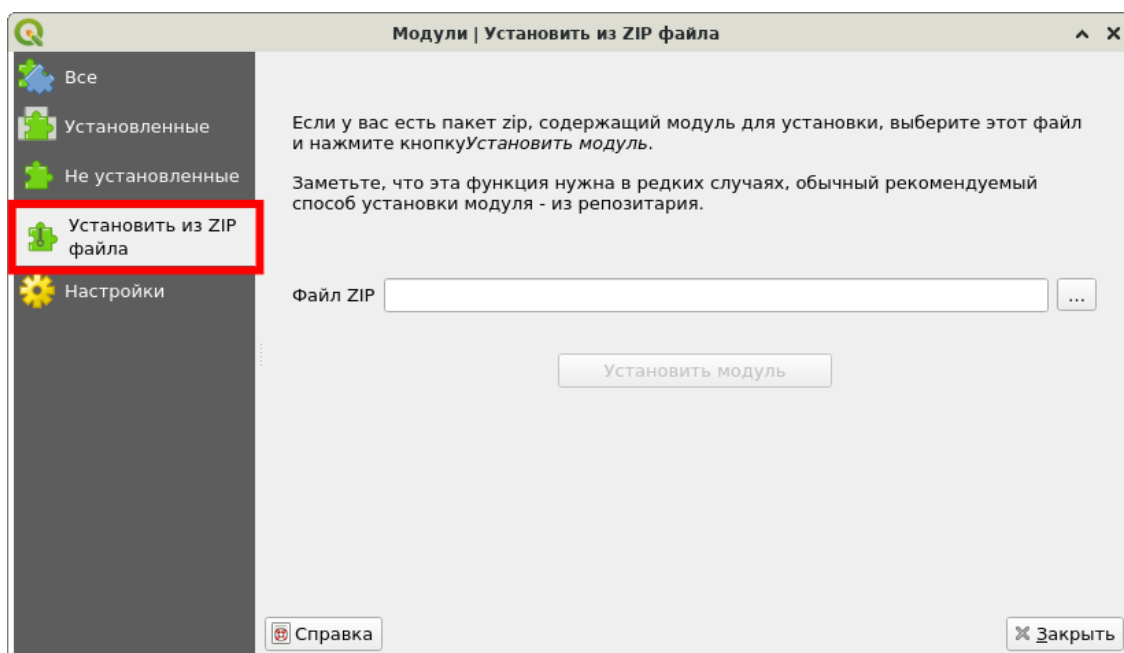 Модули | Установить из ZIP файла
Все
Установленные
Не установленные
Установить из ZIP
файла
Настройки
Если у вас есть пакет zip, содержащий модуль для установки, выберите этот файл
и нажмите кнопкуУстановить модуль.
Заметьте, что эта функция нужна в редких случаях, обычный рекомендуемый
способ установки модуля - из репозитария.
Файл ZIP
...
Установить модуль
Справка
Закрыть